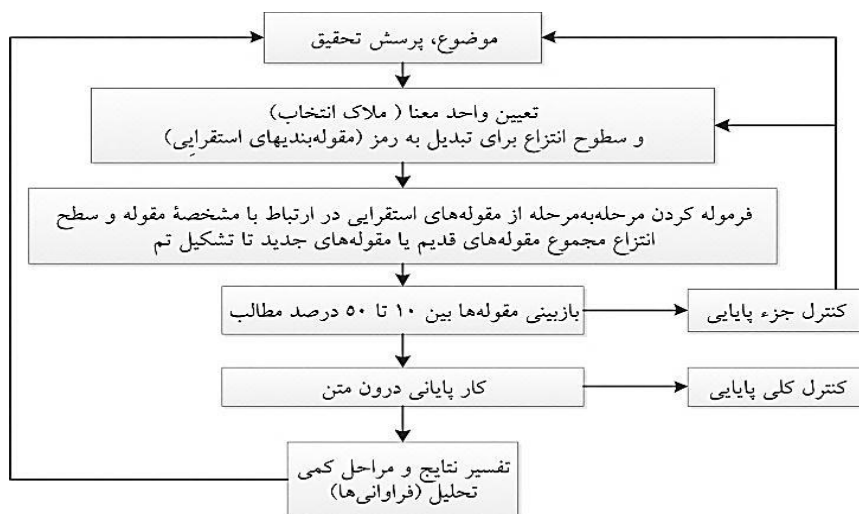 موضوع، پرسش تحقیق
تعیین واحد معنا ( ملاک انتخاب)
و سطوح انتزاع برای تبدیل به رمز (مقوله‌بندیهای استقرایِی)
فرموله کردن مرحله‌به‌مرحله از مقوله‌های استقرایی در ارتباط با مشخصهٔ مقوله و سطح
انتزاع مجموع مقوله‌های قدیم یا مقوله‌های جدید تا تشکیل تم
بازبینی مقوله‌ها بین ۱۰ تا ۵۰ درصد مطالب
کنترل جزء پایایی
کار پایانی درون متن
کنترل کلی پایایی
تفسیر نتایج و مراحل کمی
تحلیل (فراوانی‌ها)